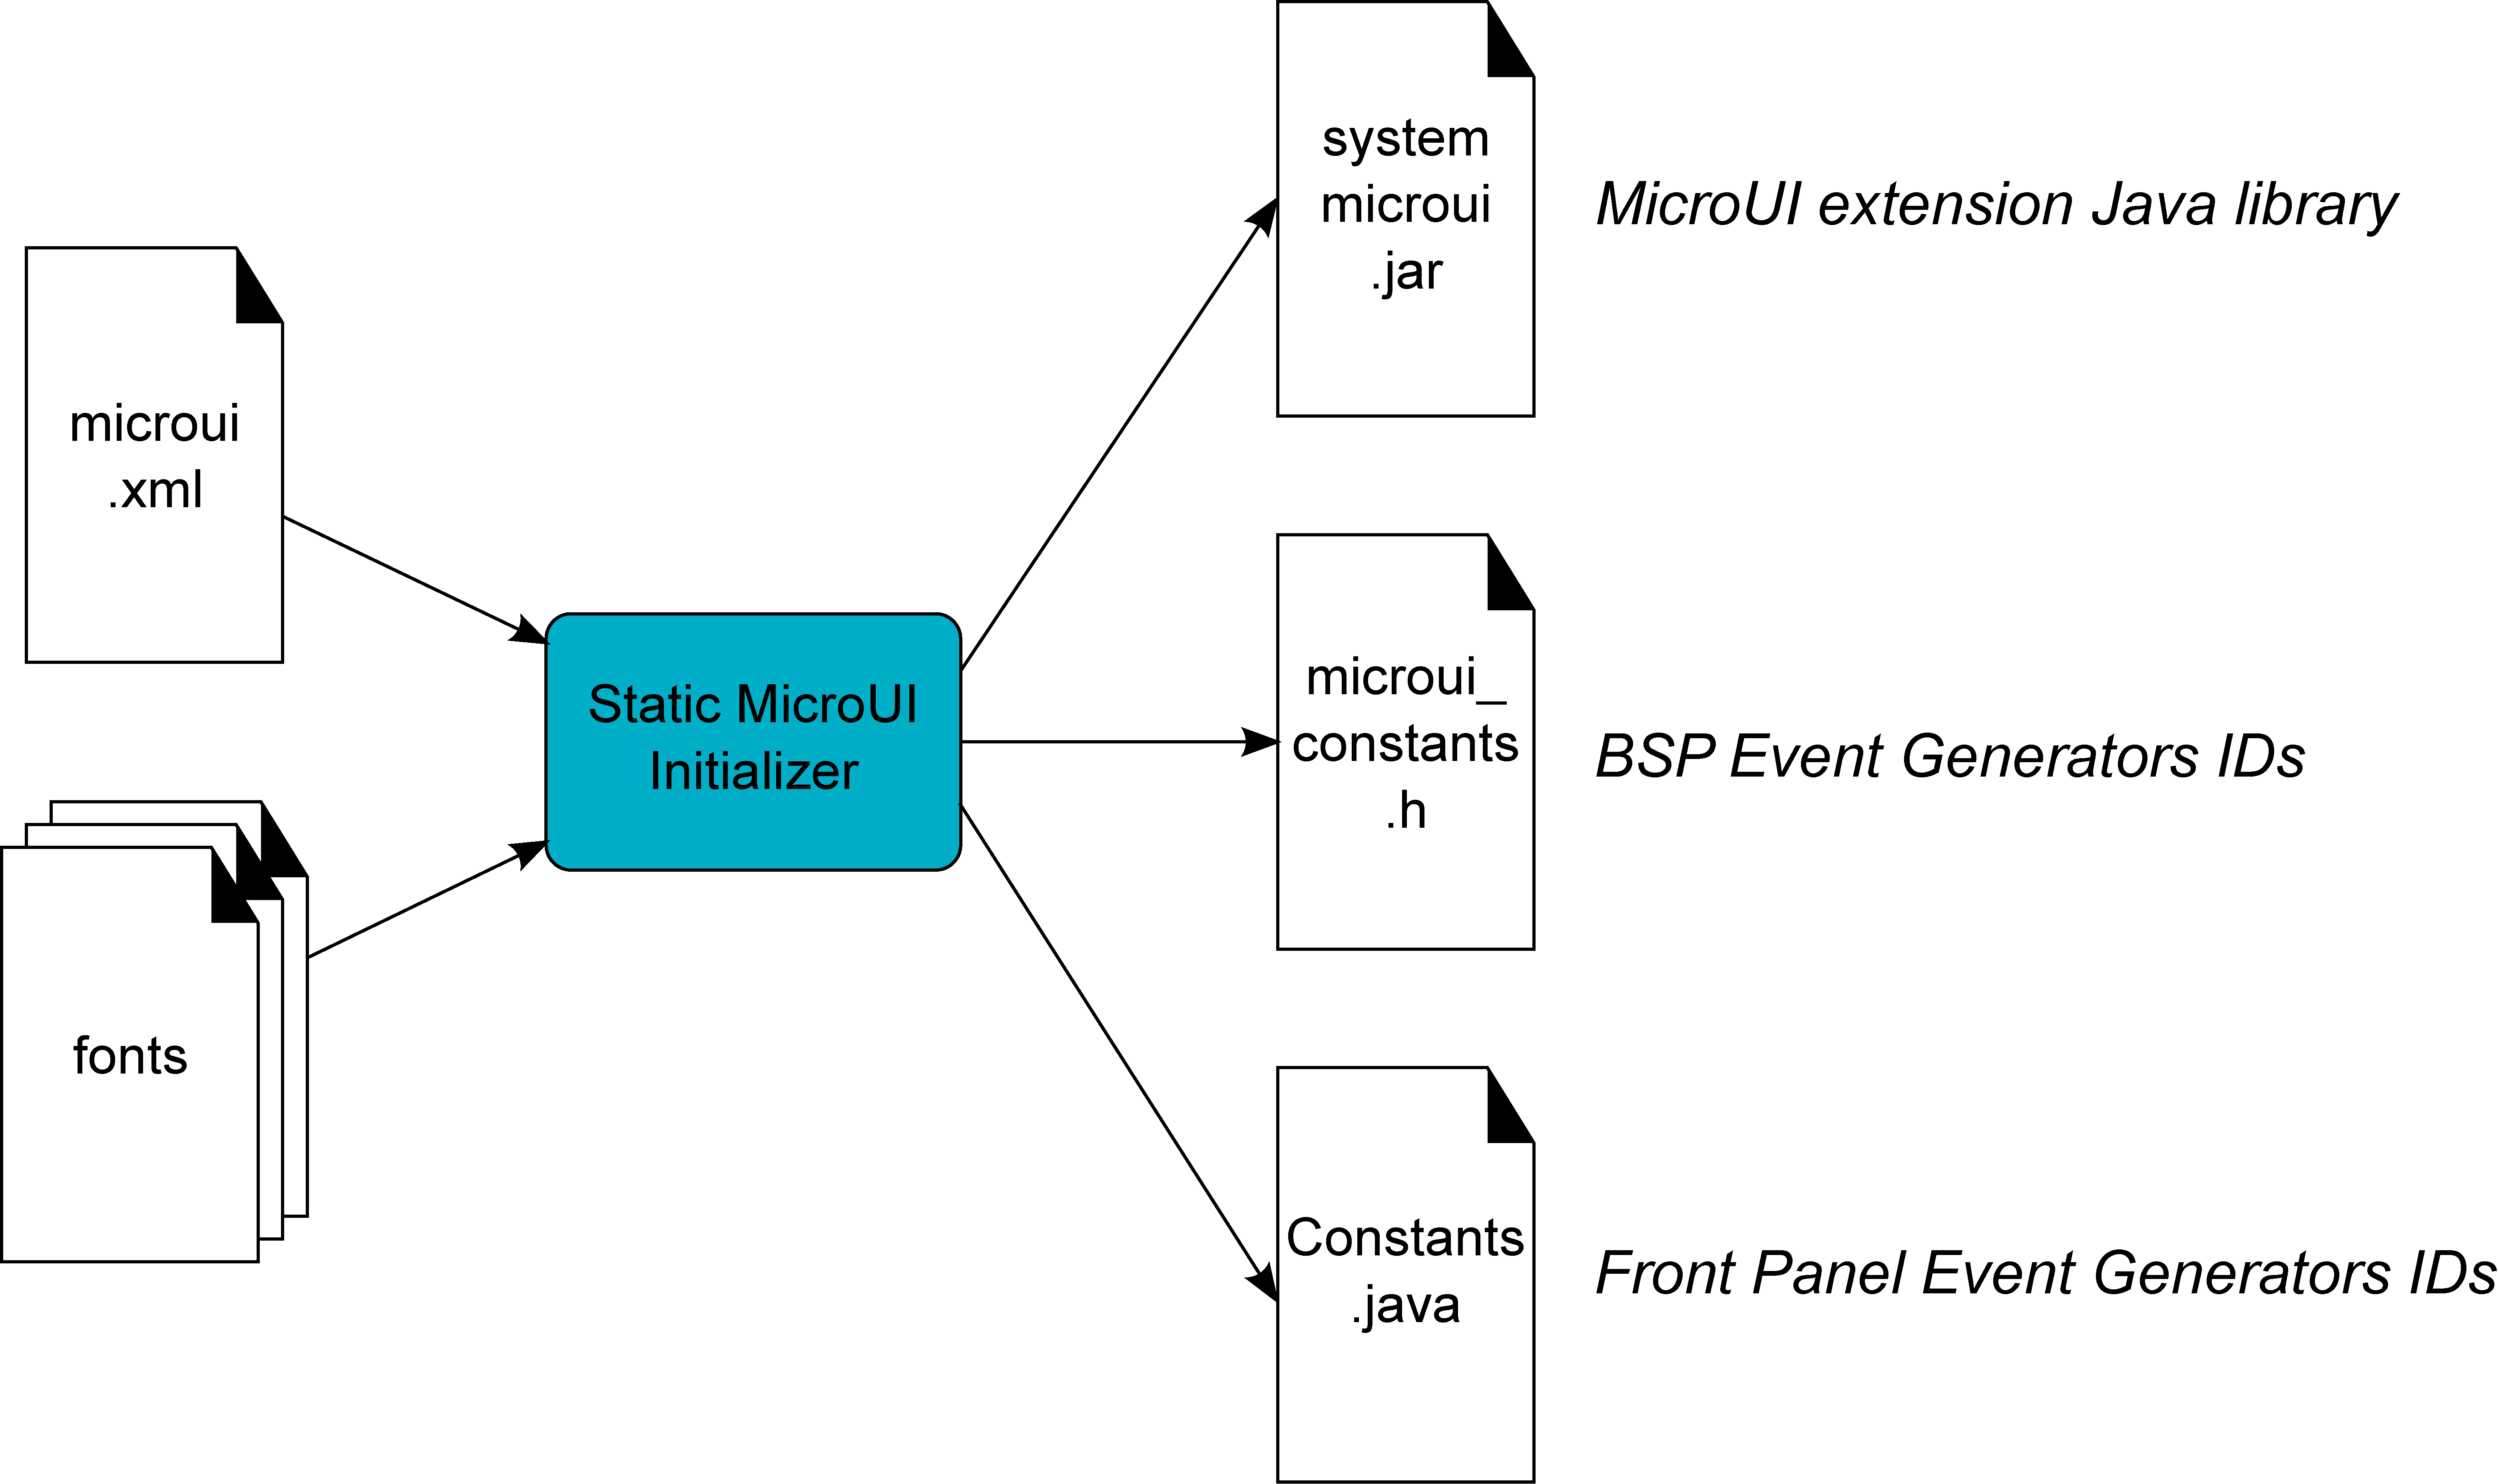 system
microui
.jar
MicroUI extension Java library
microui
.xml
Static MicroUI
Initializer
microui_
constants
.h
BSP Event Generators IDs
fonts
Constants
.java
Front Panel Event Generators IDs